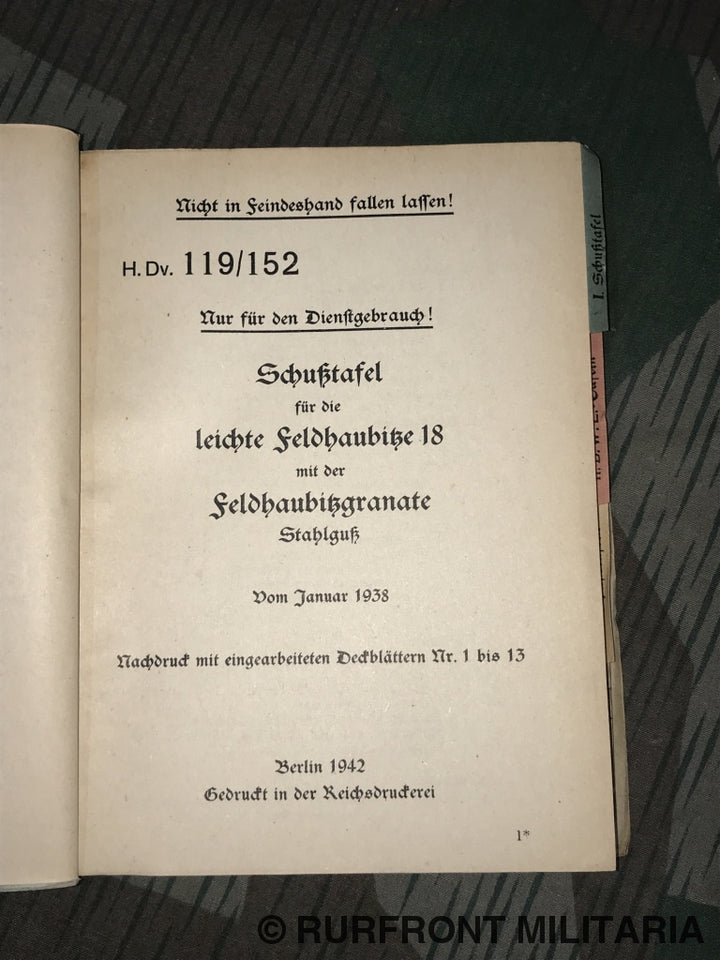 Nicht in Feindeshand fallen lassen!
H. Dv. 119/152
Nur für den Dienstgebrauch!
Schußtafel
für die
leichte Feldhaubitze 18
mit der
Feldhaubitzgranate
Stahlguß
Vom Januar 1938
Nachdruck mit eingearbeiteten Deckblättern Nr. 1 bis 13
Berlin 1942
Gedruckt in der Reichsdruckerei
1*
I. Schußtafel
© RURFRONT MILITARIA